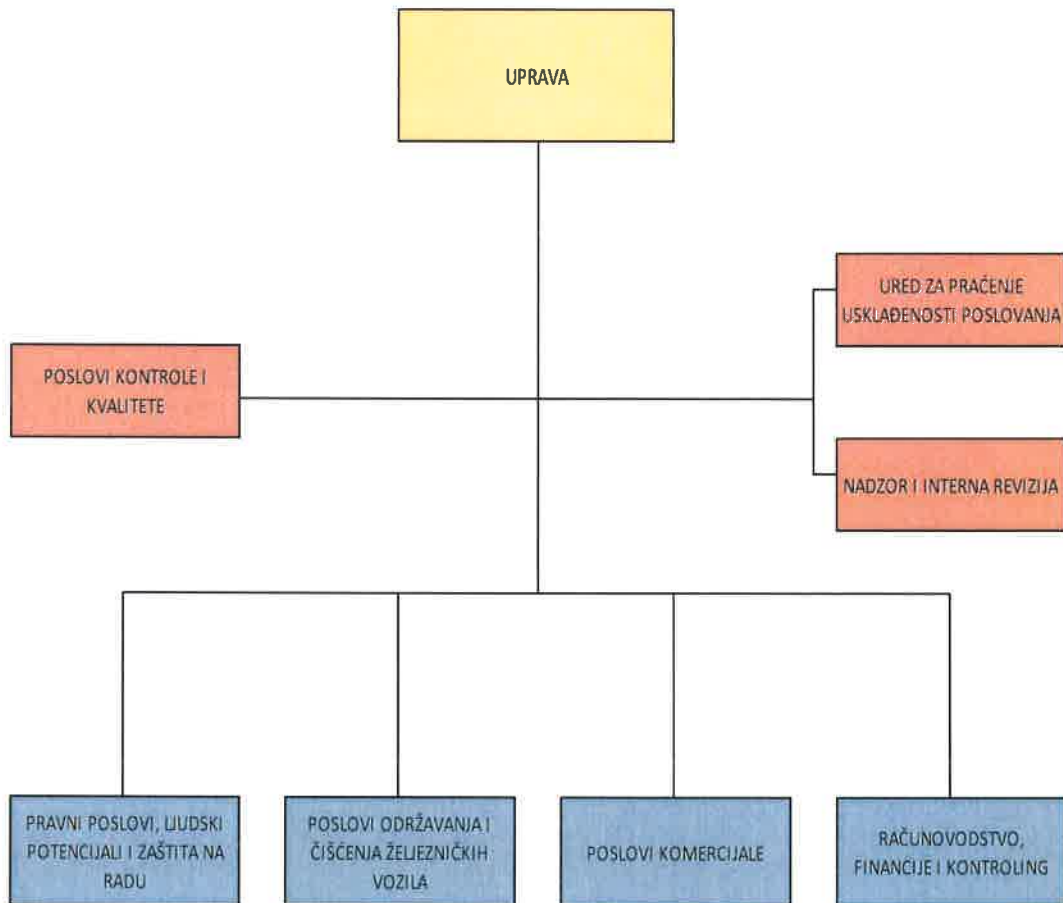 UPRAVA
URED ZA PRAĆENJE
USKLAĐENOSTI POSLOVANJA
POSLOVI KONTROLE I
KVALITETE
NADZOR I INTERNA REVIZIJA
PRAVNI POSLOVI, LJUDSKI
POTENCIJALI I ZAŠTITA NA
RADU
POSLOVI ODRŽAVANJA I
ČIŠĆENJA ŽELJEZNIČKIH
VOZILA
POSLOVI KOMERCIJALE
RAČUNOVODSTVO,
FINANCIJE I KONTROLING